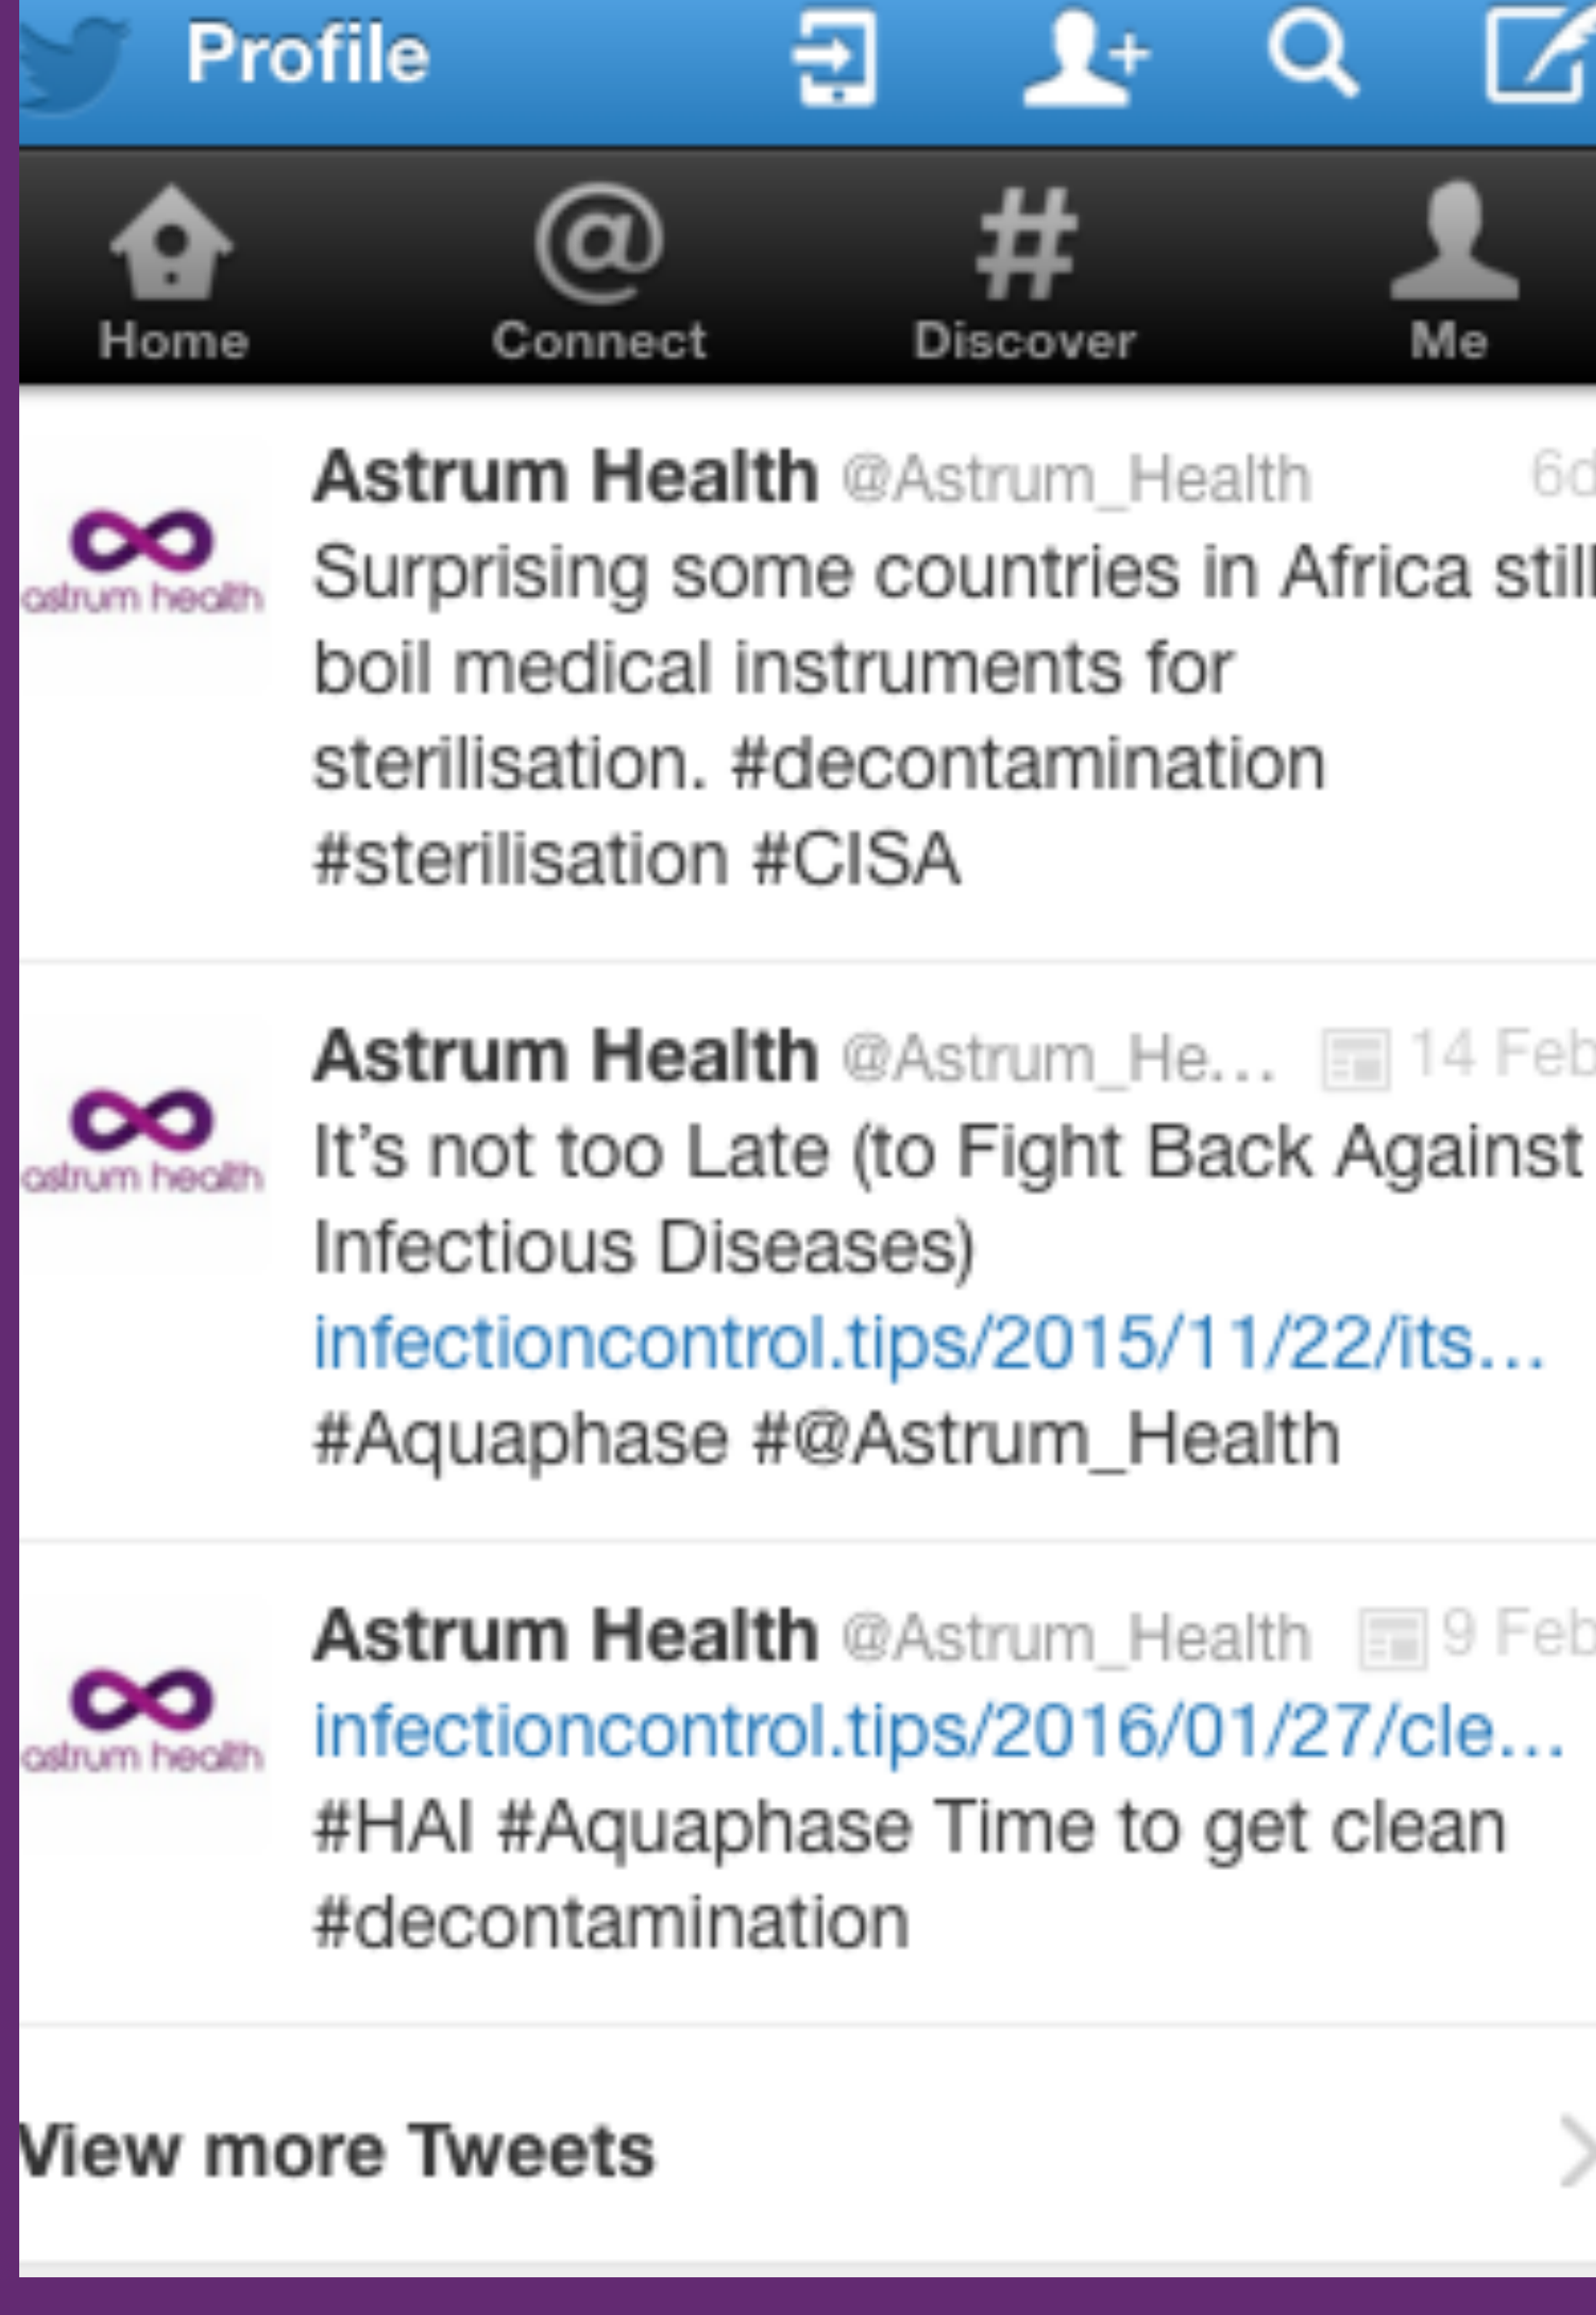 Profile
Home Connect Discover Me
Astrum Health @Astrum_Health 6d
astrum health
Surprising some countries in Africa still
boil medical instruments for
sterilisation. #decontamination
#sterilisation #CISA
Astrum Health @Astrum_He... 14 Feb
astrum health
It's not too Late (to Fight Back Against
Infectious Diseases)
infectioncontrol.tips/2015/11/22/its...
#Aquaphase #@Astrum_Health
Astrum Health @Astrum_Health 9 Feb
astrum health
infectioncontrol.tips/2016/01/27/cle...
#HAI #Aquaphase Time to get clean
#decontamination
View more Tweets